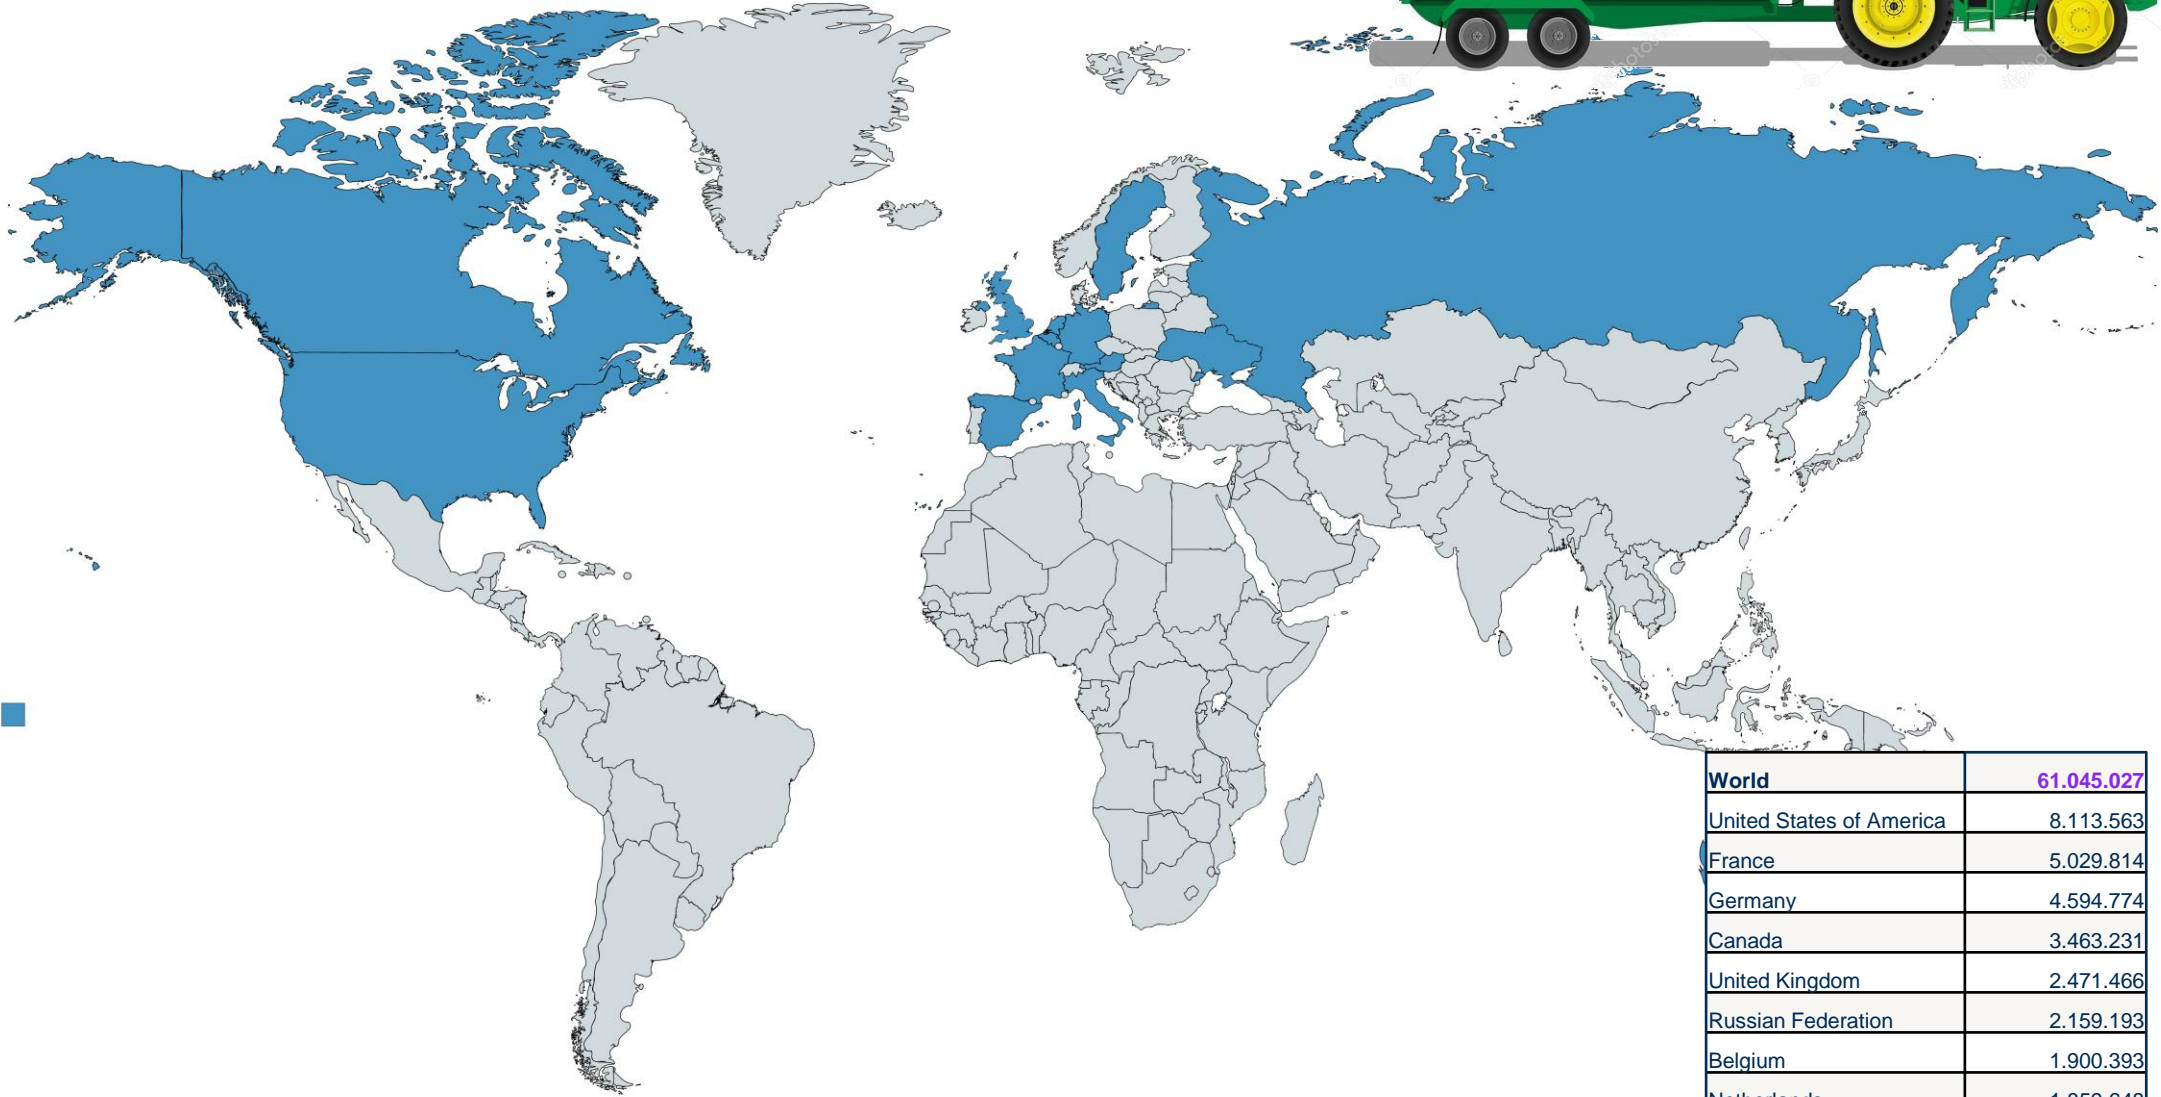 World 61.045.027
United States of America 8.113.563
France 5.029.814
Germany 4.594.774
Canada 3.463.231
United Kingdom 2.471.466
Russian Federation 2.159.193
Belgium 1.900.393
Netherlands